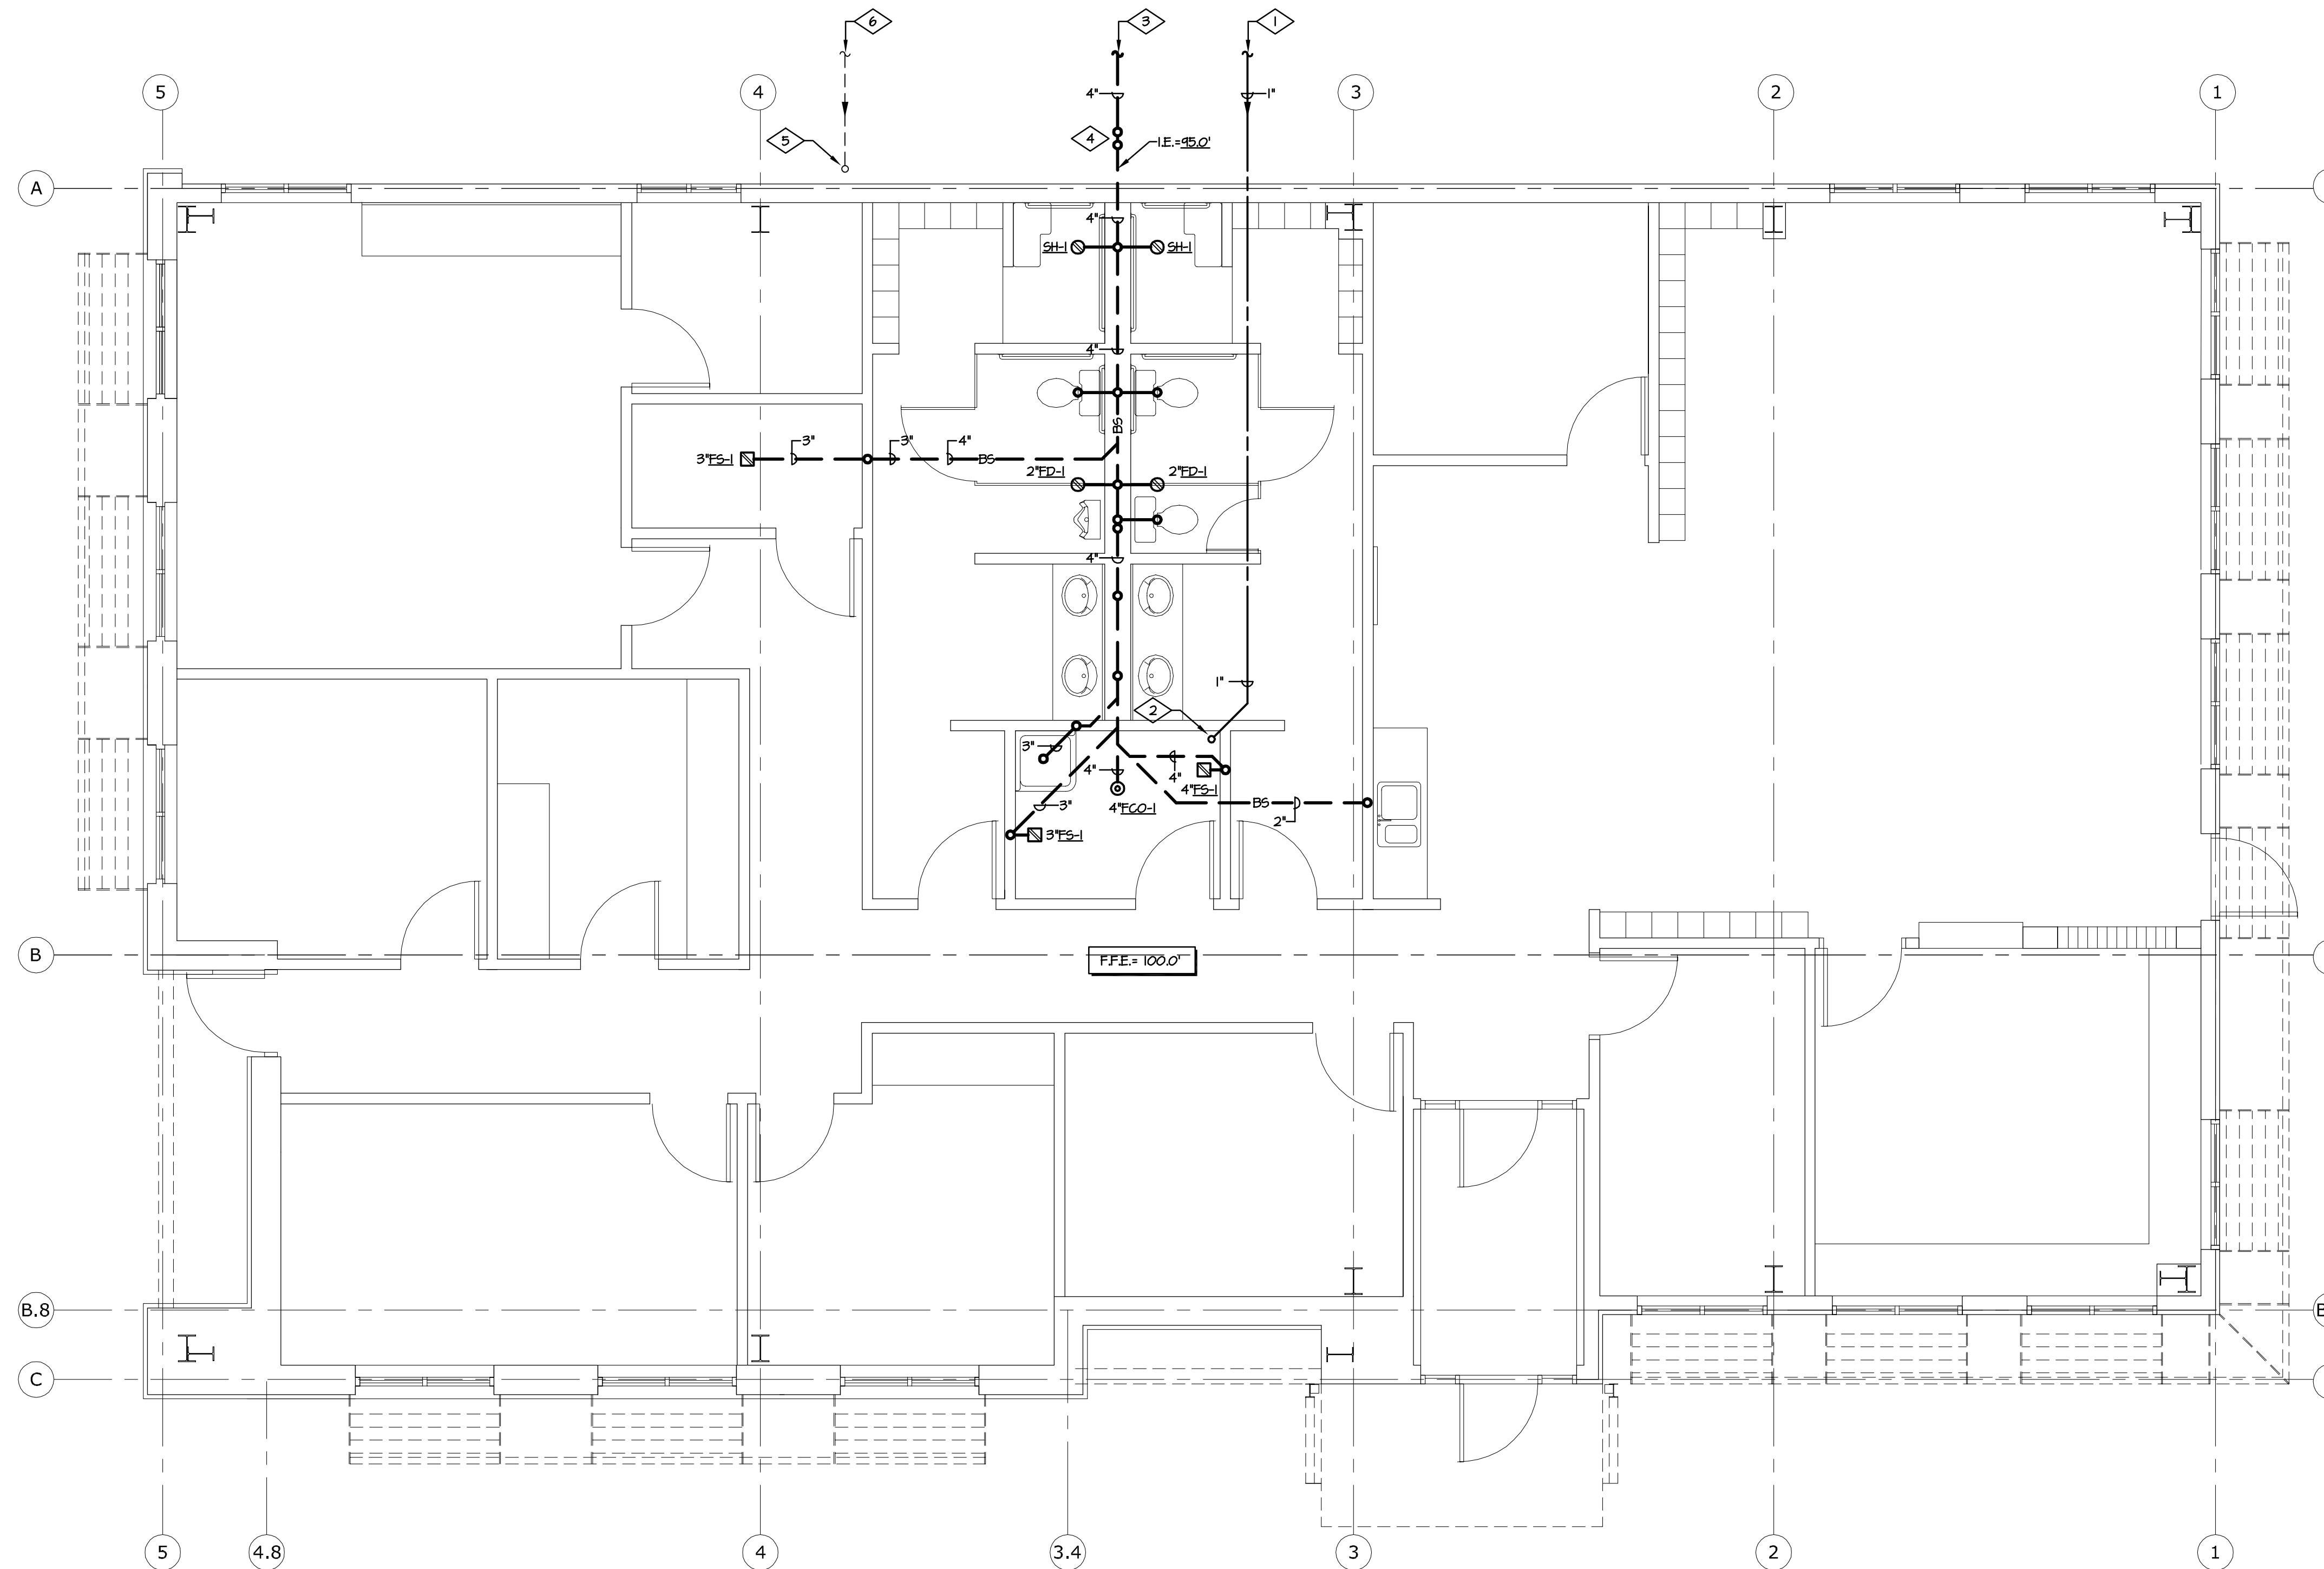 6
3
1
5
4
4"
1"
3
2
1
5
4
I.E.=95.0'
A
4"
SH-1
SH-1
4"
BS
3"
3"
4"
3"FS-1
BS
2"FD-1
2"FD-1
4"
1"
2
3"
4"
4"
4"FS-1
3"
4"FCO-1
BS
2"
3"FS-1
B
F.F.E.= 100.0'
B.8
B
C
5
4.8
4
3.4
3
2
1